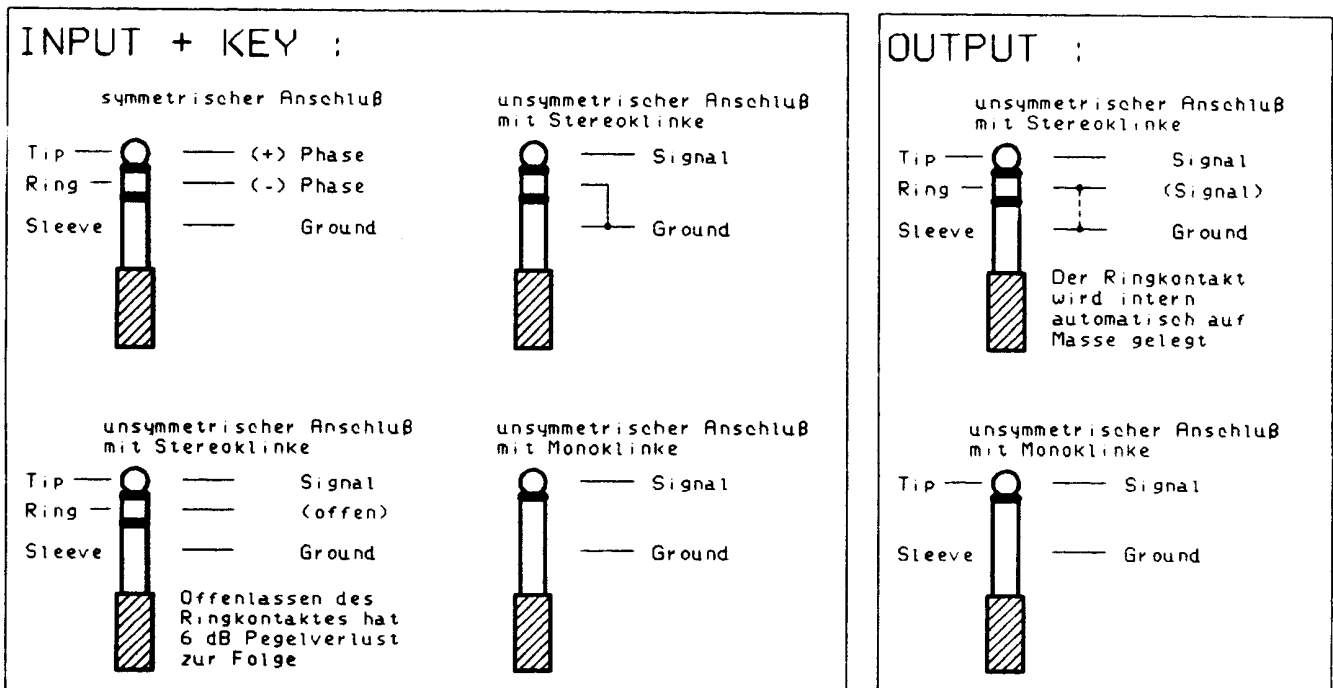 INPUT + KEY :
symmetrischer Anschluß
Tip
(+) Phase
Ring
(-) Phase
Sleeve
Ground
unsymmetrischer Anschluß
mit Stereoklinke
Signal
Ground
unsymmetrischer Anschluß
mit Stereoklinke
Tip
Signal
Ring
(offen)
Sleeve
Ground
Offenlassen des
Ringkontaktes hat
6 dB Pegelverlust
zur Folge
unsymmetrischer Anschluß
mit Monoklinke
Signal
Ground
OUTPUT :
unsymmetrischer Anschluß
mit Stereoklinke
Tip
Signal
Ring
(Signal)
Sleeve
Ground
Der Ringkontakt
wird intern
automatisch auf
Masse gelegt
unsymmetrischer Anschluß
mit Monoklinke
Tip
Signal
Sleeve
Ground